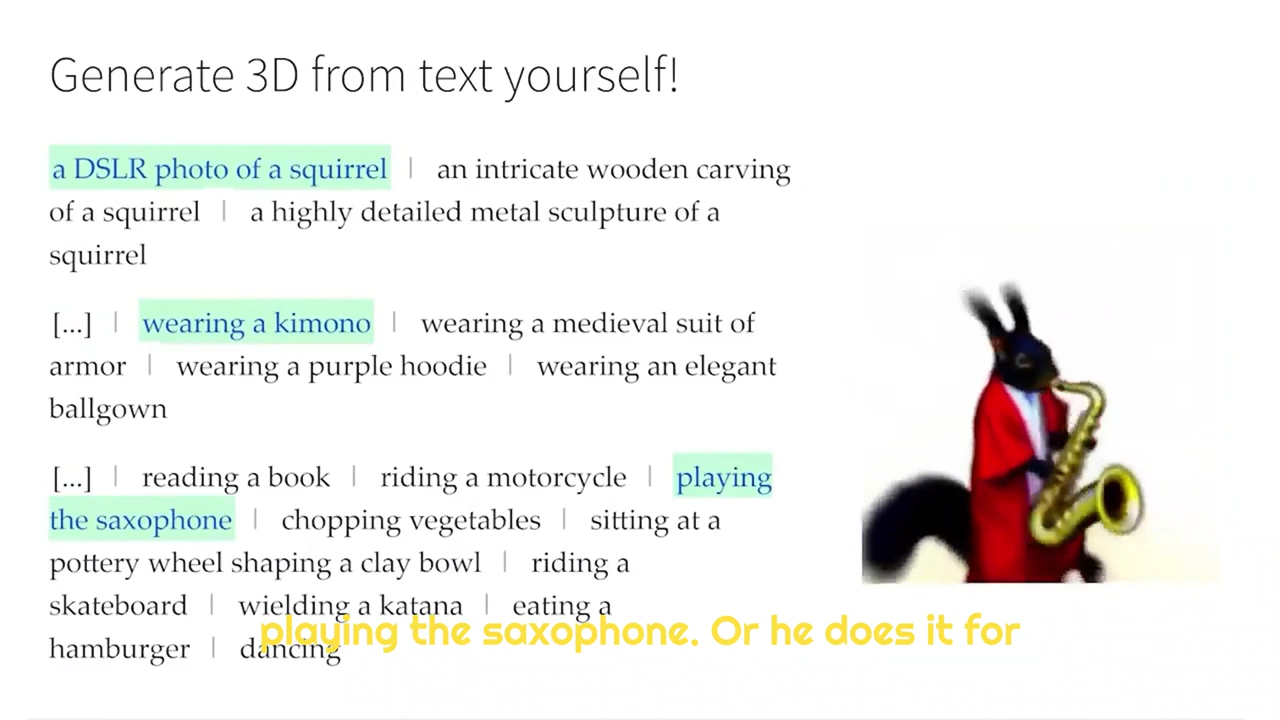 Generate 3D from text yourself!
a DSLR photo of a squirrel | an intricate wooden carving
of a squirrel | a highly detailed metal sculpture of a
squirrel
[...] | wearing a kimono | wearing a medieval suit of
armor | wearing a purple hoodie | wearing an elegant
ballgown
[...] | reading a book | riding a motorcycle | playing
the saxophone | chopping vegetables | sitting at a
pottery wheel shaping a clay bowl | riding a
skateboard | wielding a katana | eating a
playing the saxophone. Or he does it for
hamburger | dancing